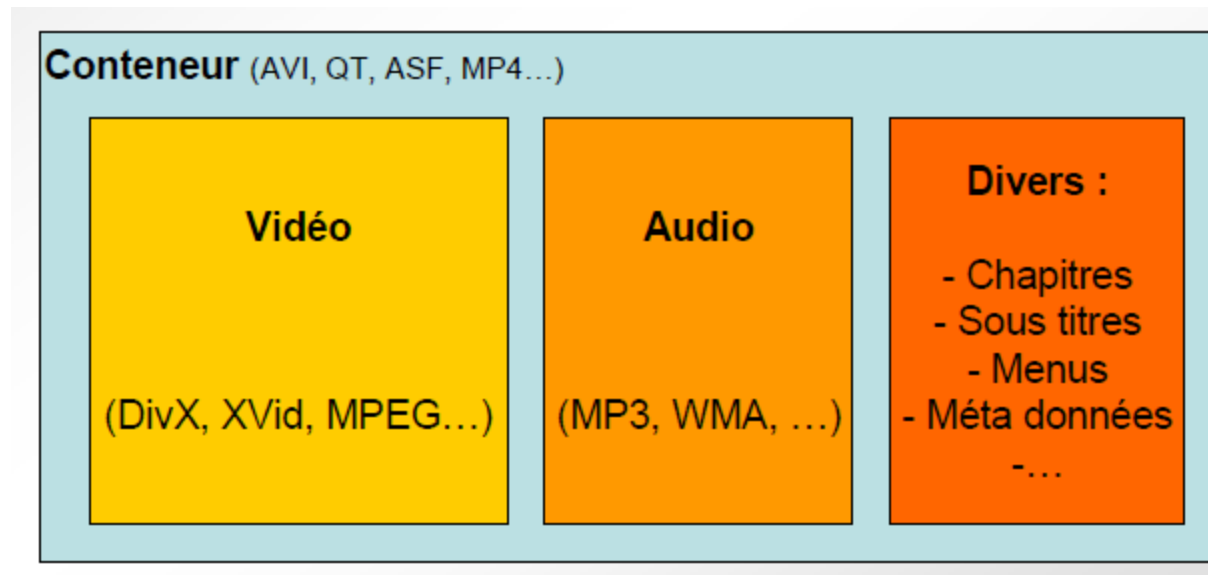 Conteneur (AVI, QT, ASF, MP4…)
Vidéo
(DivX, XVid, MPEG…)
Audio
(MP3, WMA, …)
Divers :
- Chapitres
- Sous titres
- Menus
- Méta données
-…